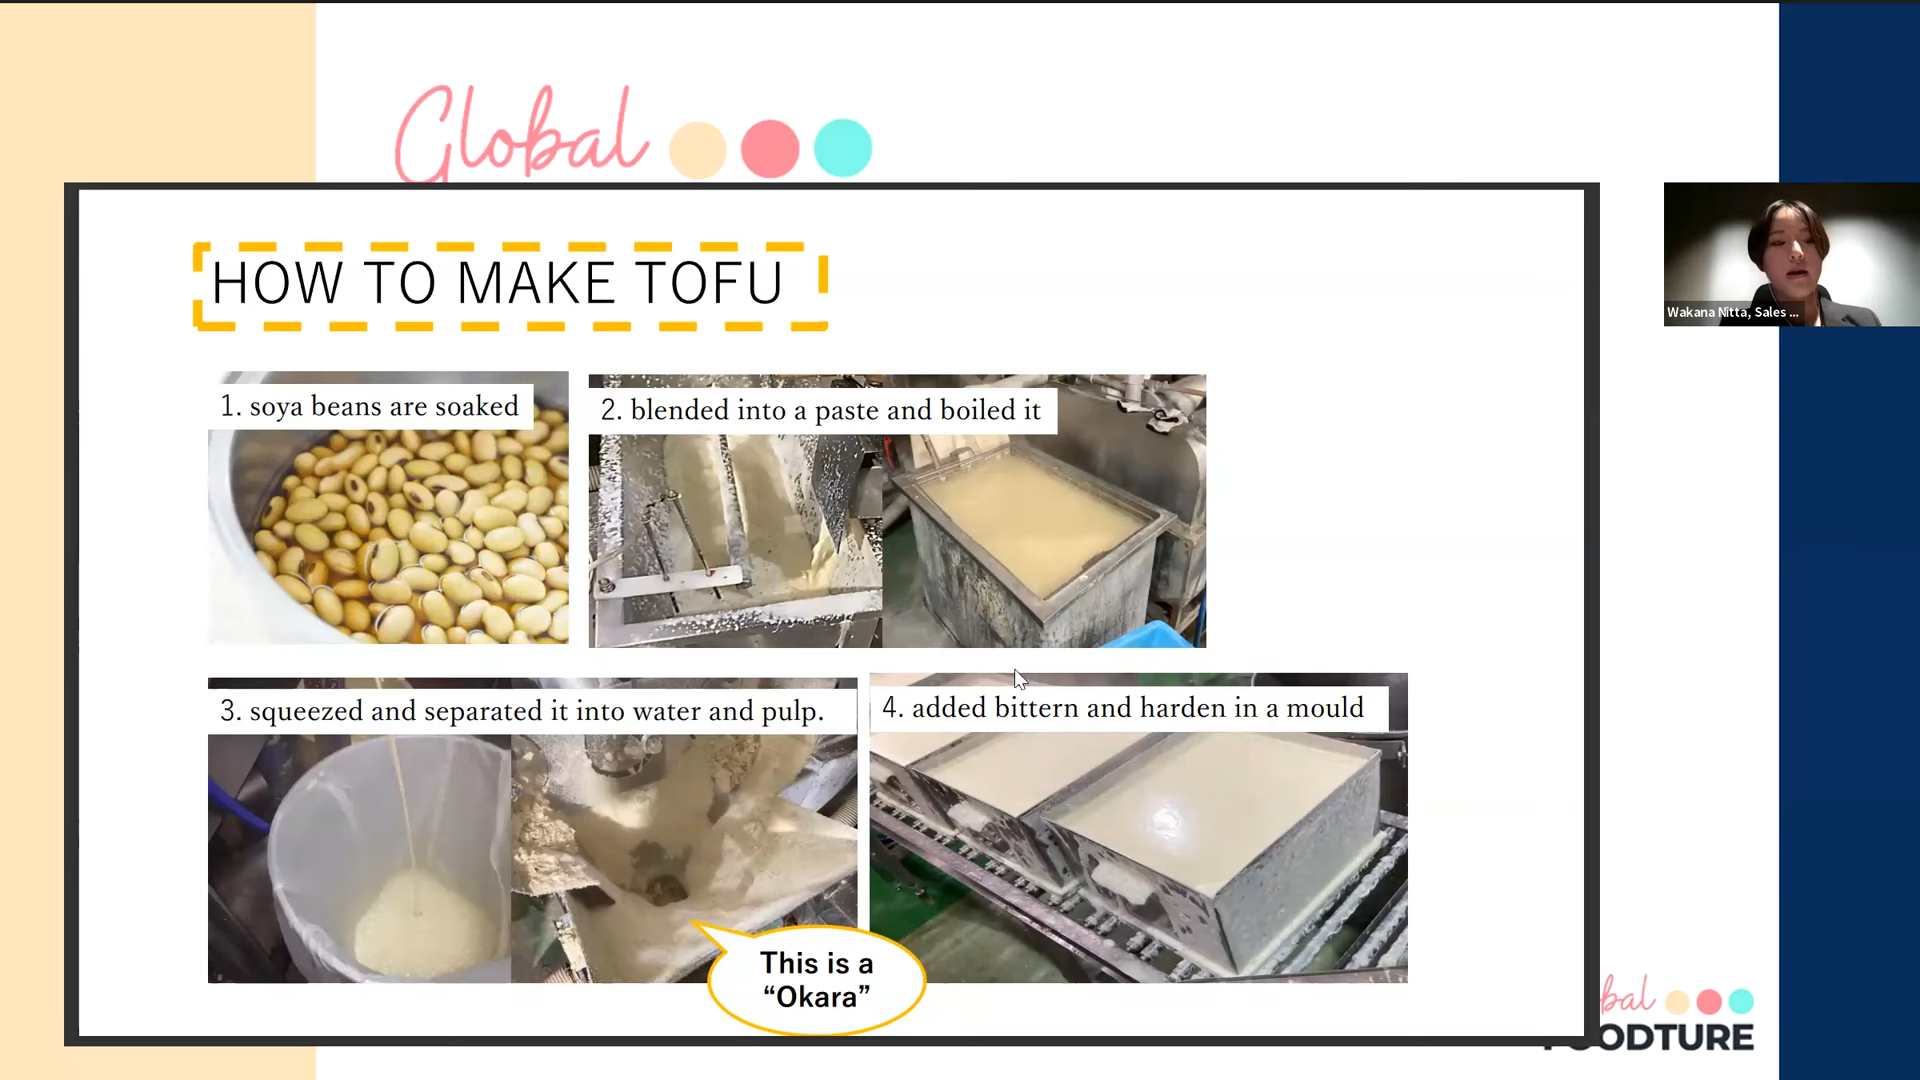 Global
HOW TO MAKE TOFU
1. soya beans are soaked
2. blended into a paste and boiled it
3. squeezed and separated it into water and pulp.
4. added bittern and harden in a mould
This is a
“Okara”
Wakana Nitta, Sales ...
bal
FOODTURE